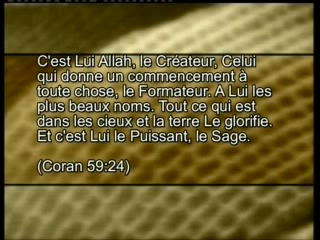 C'est Lui Allah, le Créateur, Celui
qui donne un commencement à
toute chose, le Formateur. A Lui les
plus beaux noms. Tout ce qui est
dans les cieux et la terre Le glorifie.
Et c'est Lui le Puissant, le Sage.
(Coran 59:24)